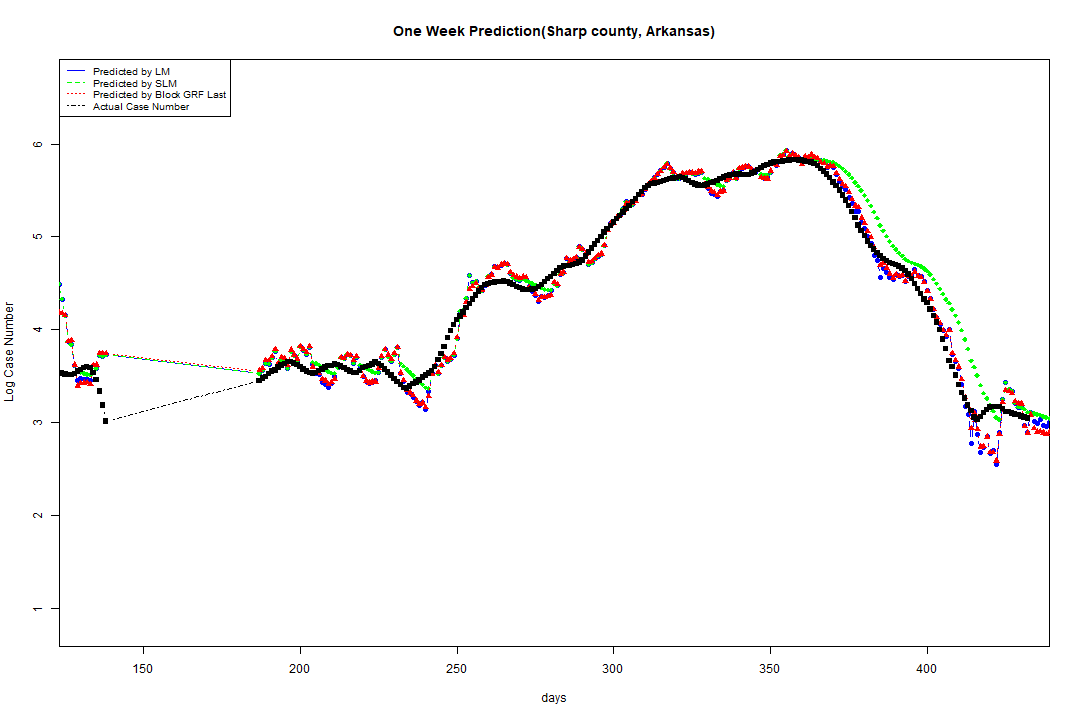 One Week Prediction(Sharp county, Arkansas)
Predicted by LM
Predicted by SLM
Predicted by Block GRF Last
Actual Case Number
Log Case Number
6
5
4
3
2
1
150 200 250 300 350 400
days